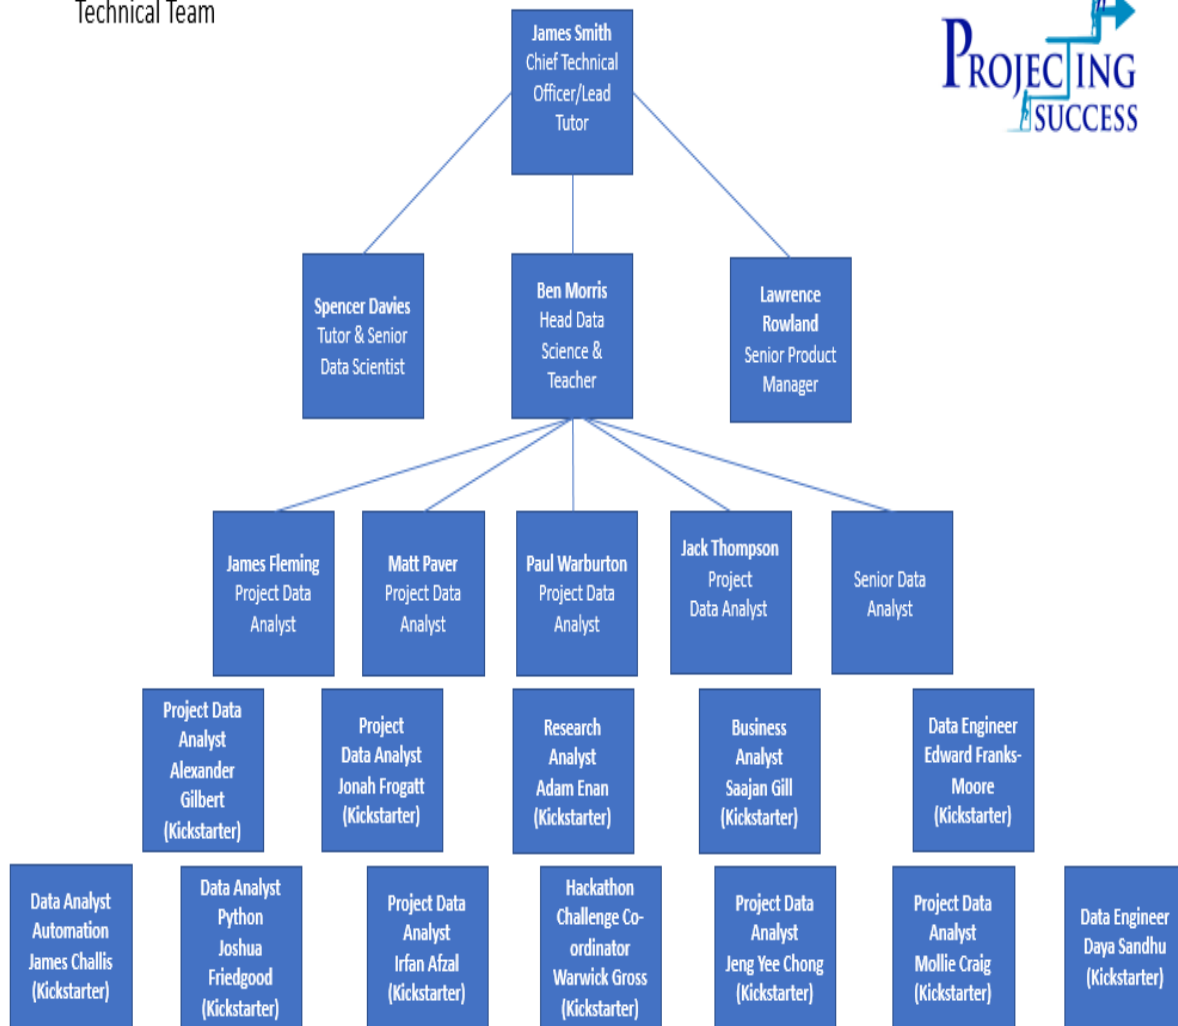 Technical Team
PROJECTING
SUCCESS
James Smith
Chief Technical
Officer/Lead
Tutor
Spencer Davies
Tutor & Senior
Data Scientist
Ben Morris
Head Data
Science &
Teacher
Lawrence
Rowland
Senior Product
Manager
James Fleming
Project Data
Analyst
Matt Paver
Project Data
Analyst
Paul Warburton
Project Data
Analyst
Jack Thompson
Project
Data Analyst
Senior Data
Analyst
Project Data
Analyst
Alexander
Gilbert
(Kickstarter)
Project
Data Analyst
Jonah Frogatt
(Kickstarter)
Research
Analyst
Adam Enan
(Kickstarter)
Business
Analyst
Saajan Gill
(Kickstarter)
Data Engineer
Edward Franks-
Moore
(Kickstarter)
Data Analyst
Automation
James Challis
(Kickstarter)
Data Analyst
Python
Joshua
Friedgood
(Kickstarter)
Project Data
Analyst
Irfan Afzal
(Kickstarter)
Hackathon
Challenge Co-
ordinator
Warwick Gross
(Kickstarter)
Project Data
Analyst
Jeng Yee Chong
(Kickstarter)
Project Data
Analyst
Mollie Craig
(Kickstarter)
Data Engineer
Daya Sandhu
(Kickstarter)